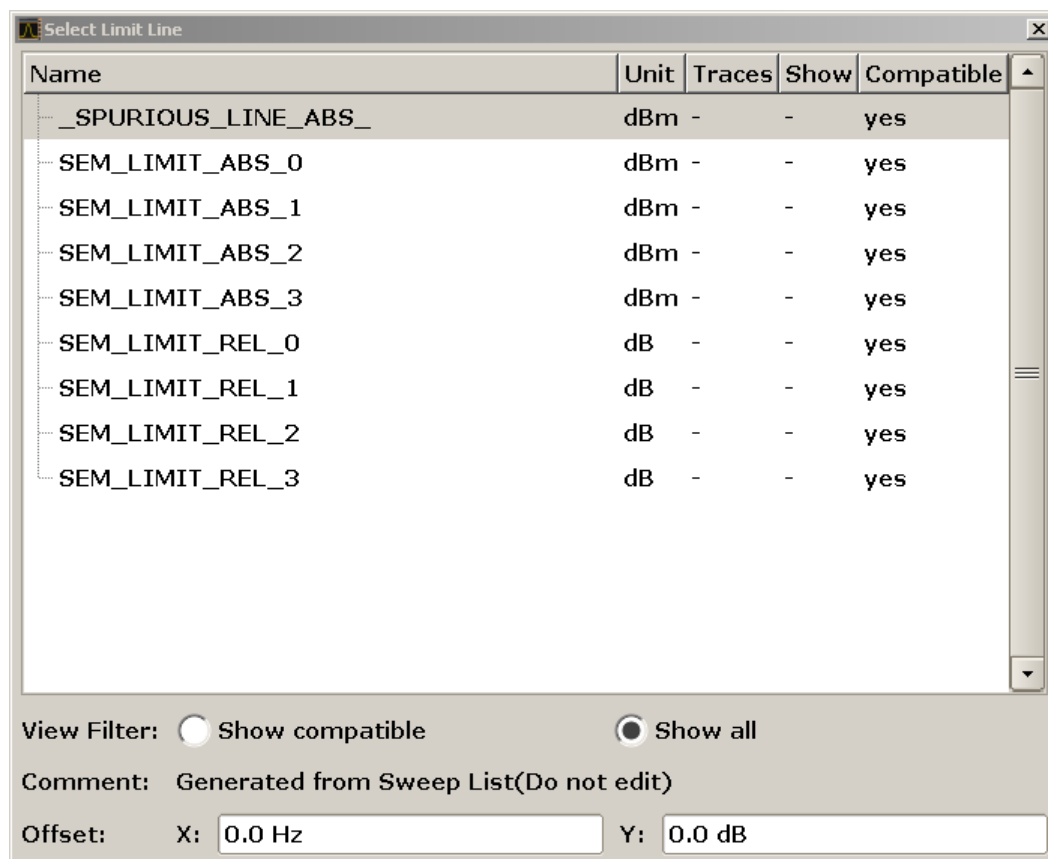 Select Limit Line
Name Unit Traces Show Compatible
_SPURIOUS_LINE_ABS_ dBm - - yes
SEM_LIMIT_ABS_0 dBm - - yes
SEM_LIMIT_ABS_1 dBm - - yes
SEM_LIMIT_ABS_2 dBm - - yes
SEM_LIMIT_ABS_3 dBm - - yes
SEM_LIMIT_REL_0 dB - - yes
SEM_LIMIT_REL_1 dB - - yes
SEM_LIMIT_REL_2 dB - - yes
SEM_LIMIT_REL_3 dB - - yes
View Filter: Show compatible Show all
Comment: Generated from Sweep List(Do not edit)
Offset: X: 0.0 Hz Y: 0.0 dB